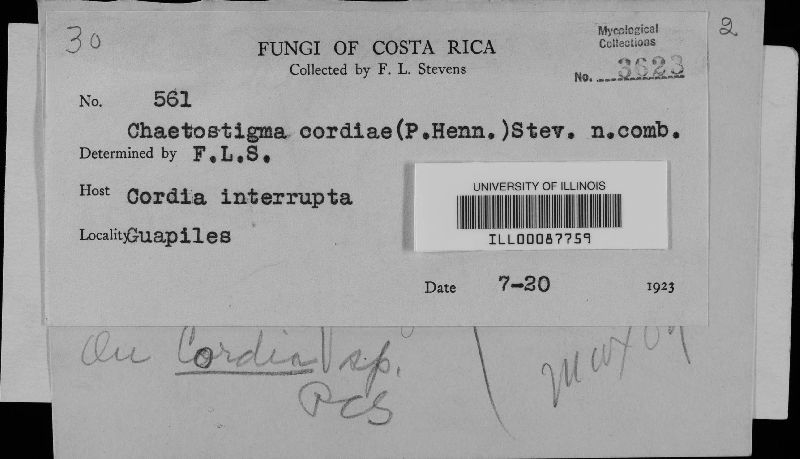 30
2
FUNGI OF COSTA RICA
Collected by F. L. Stevens
Mycological
Collections
No. 3623
No. 561
Chaetostigma cordiae(P.Henn.)Stev. n.comb.
Determined by F.L.S.
Host Cordia interrupta
UNIVERSITY OF ILLINOIS
ILL00087759
Locality Guapiles
Date 7-20 1923
On Cordia sp.